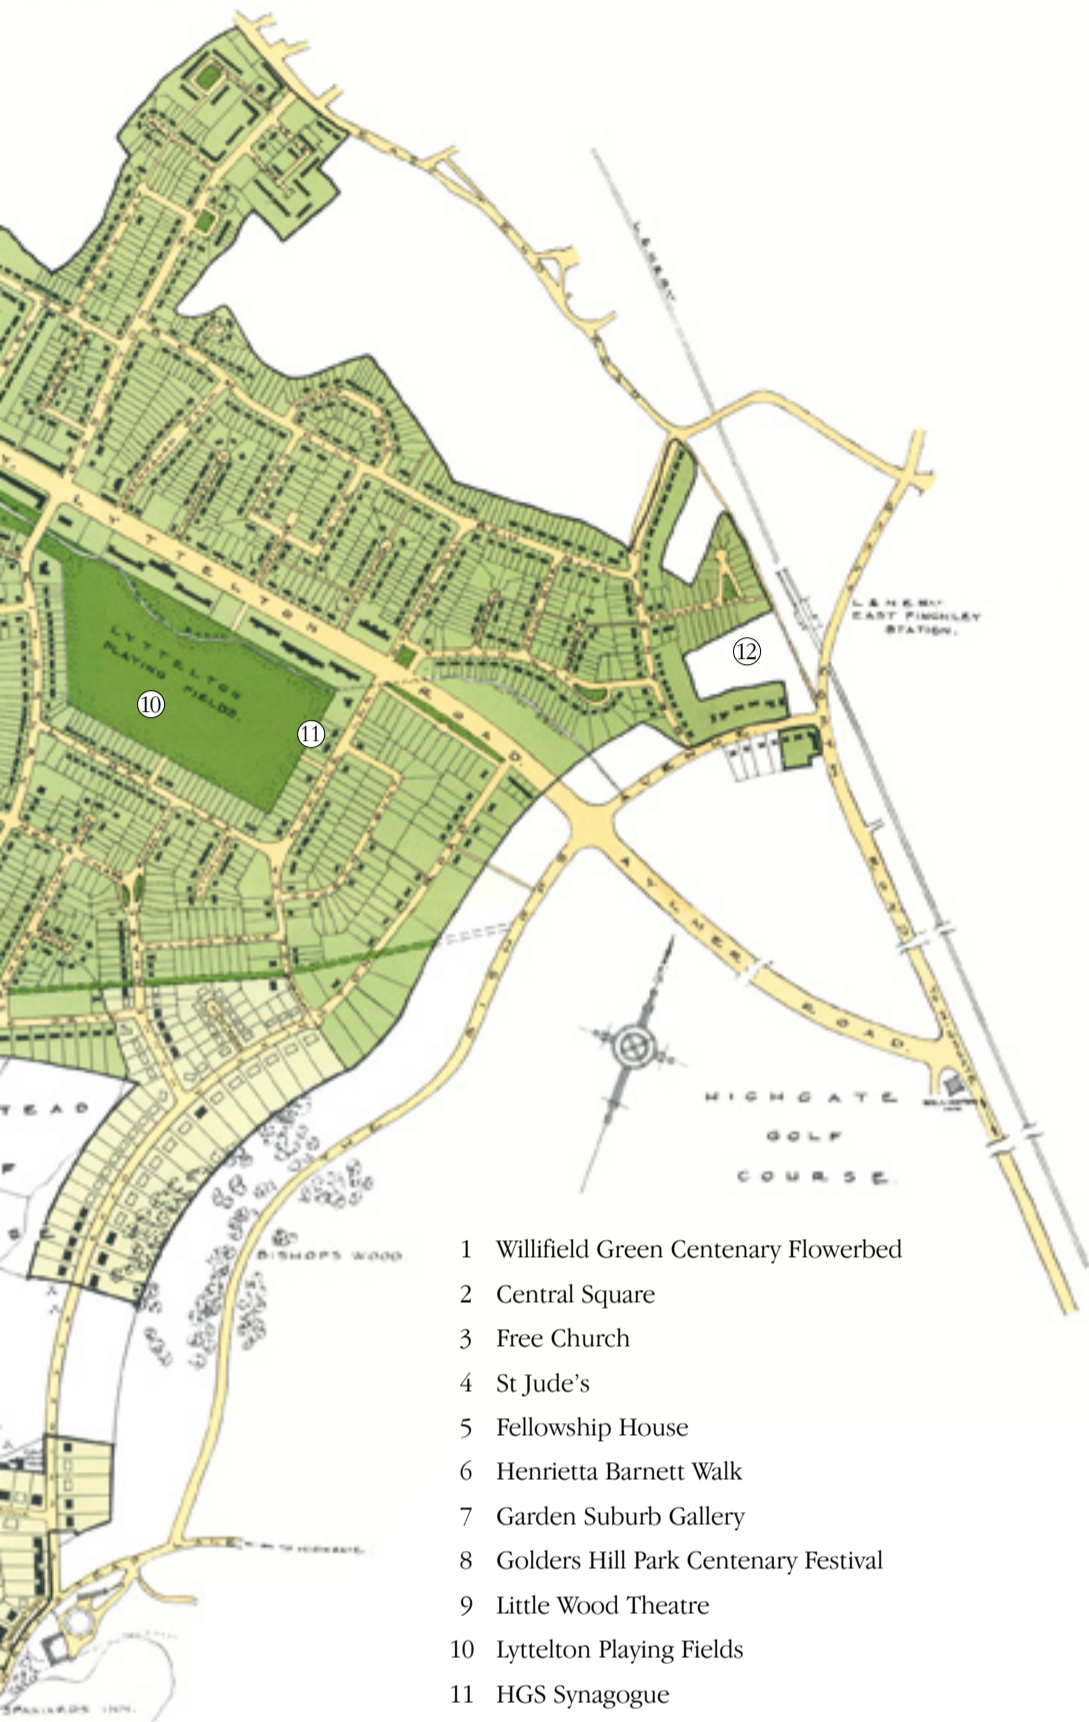 L & N E RY.
LYTTELTON
ROAD.
L & N E RY.
EAST FINCHLEY
STATION.
LYTTELTON
PLAYING FIELDS.
12
10
11
AVENUE
AYLMER
ROAD.
HIGHGATE
GOLF
COURSE.
TEAD
BISHOPS WOOD.
SPANIARDS INN.
1 Willifield Green Centenary Flowerbed
2 Central Square
3 Free Church
4 St Jude's
5 Fellowship House
6 Henrietta Barnett Walk
7 Garden Suburb Gallery
8 Golders Hill Park Centenary Festival
9 Little Wood Theatre
10 Lyttelton Playing Fields
11 HGS Synagogue